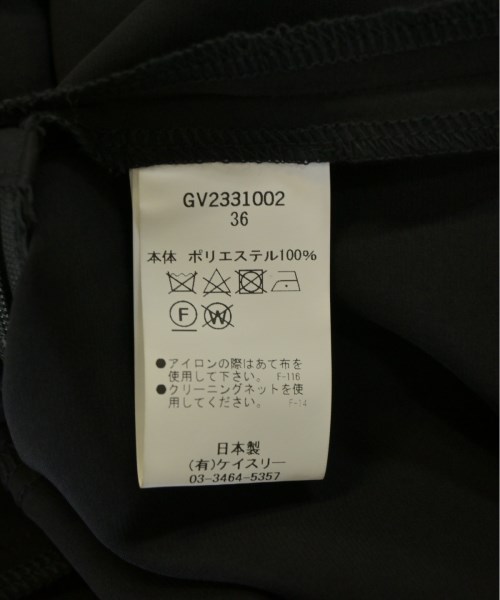 GV2331002
36
本体 ポリエステル100%
F W
●アイロンの際はあて布を
使用して下さい。 F-116
●クリーニングネットを使
用してください。 F-14
日本製
(有)ケイスリー
03-3464-5357